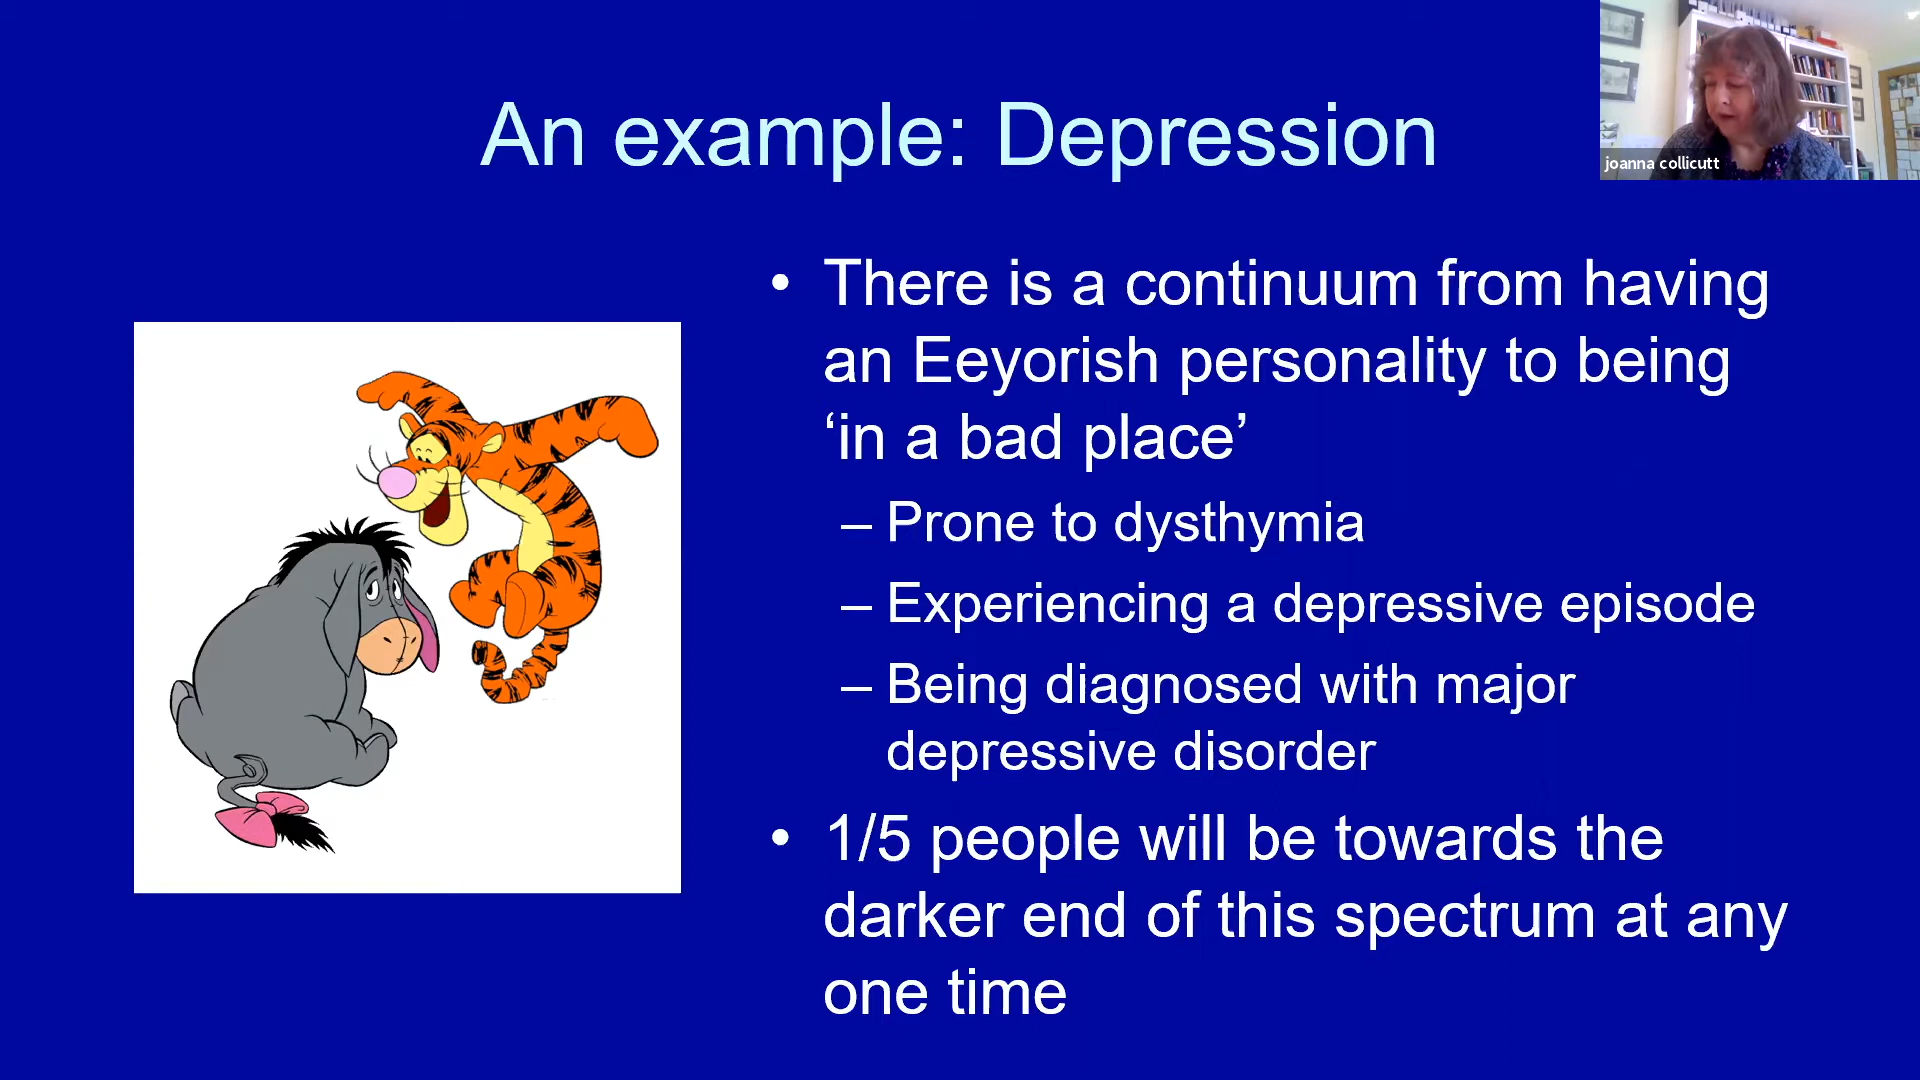 An example: Depression
joanna collicutt
• There is a continuum from having
an Eeyorish personality to being
‘in a bad place’
– Prone to dysthymia
– Experiencing a depressive episode
– Being diagnosed with major
depressive disorder
• 1/5 people will be towards the
darker end of this spectrum at any
one time